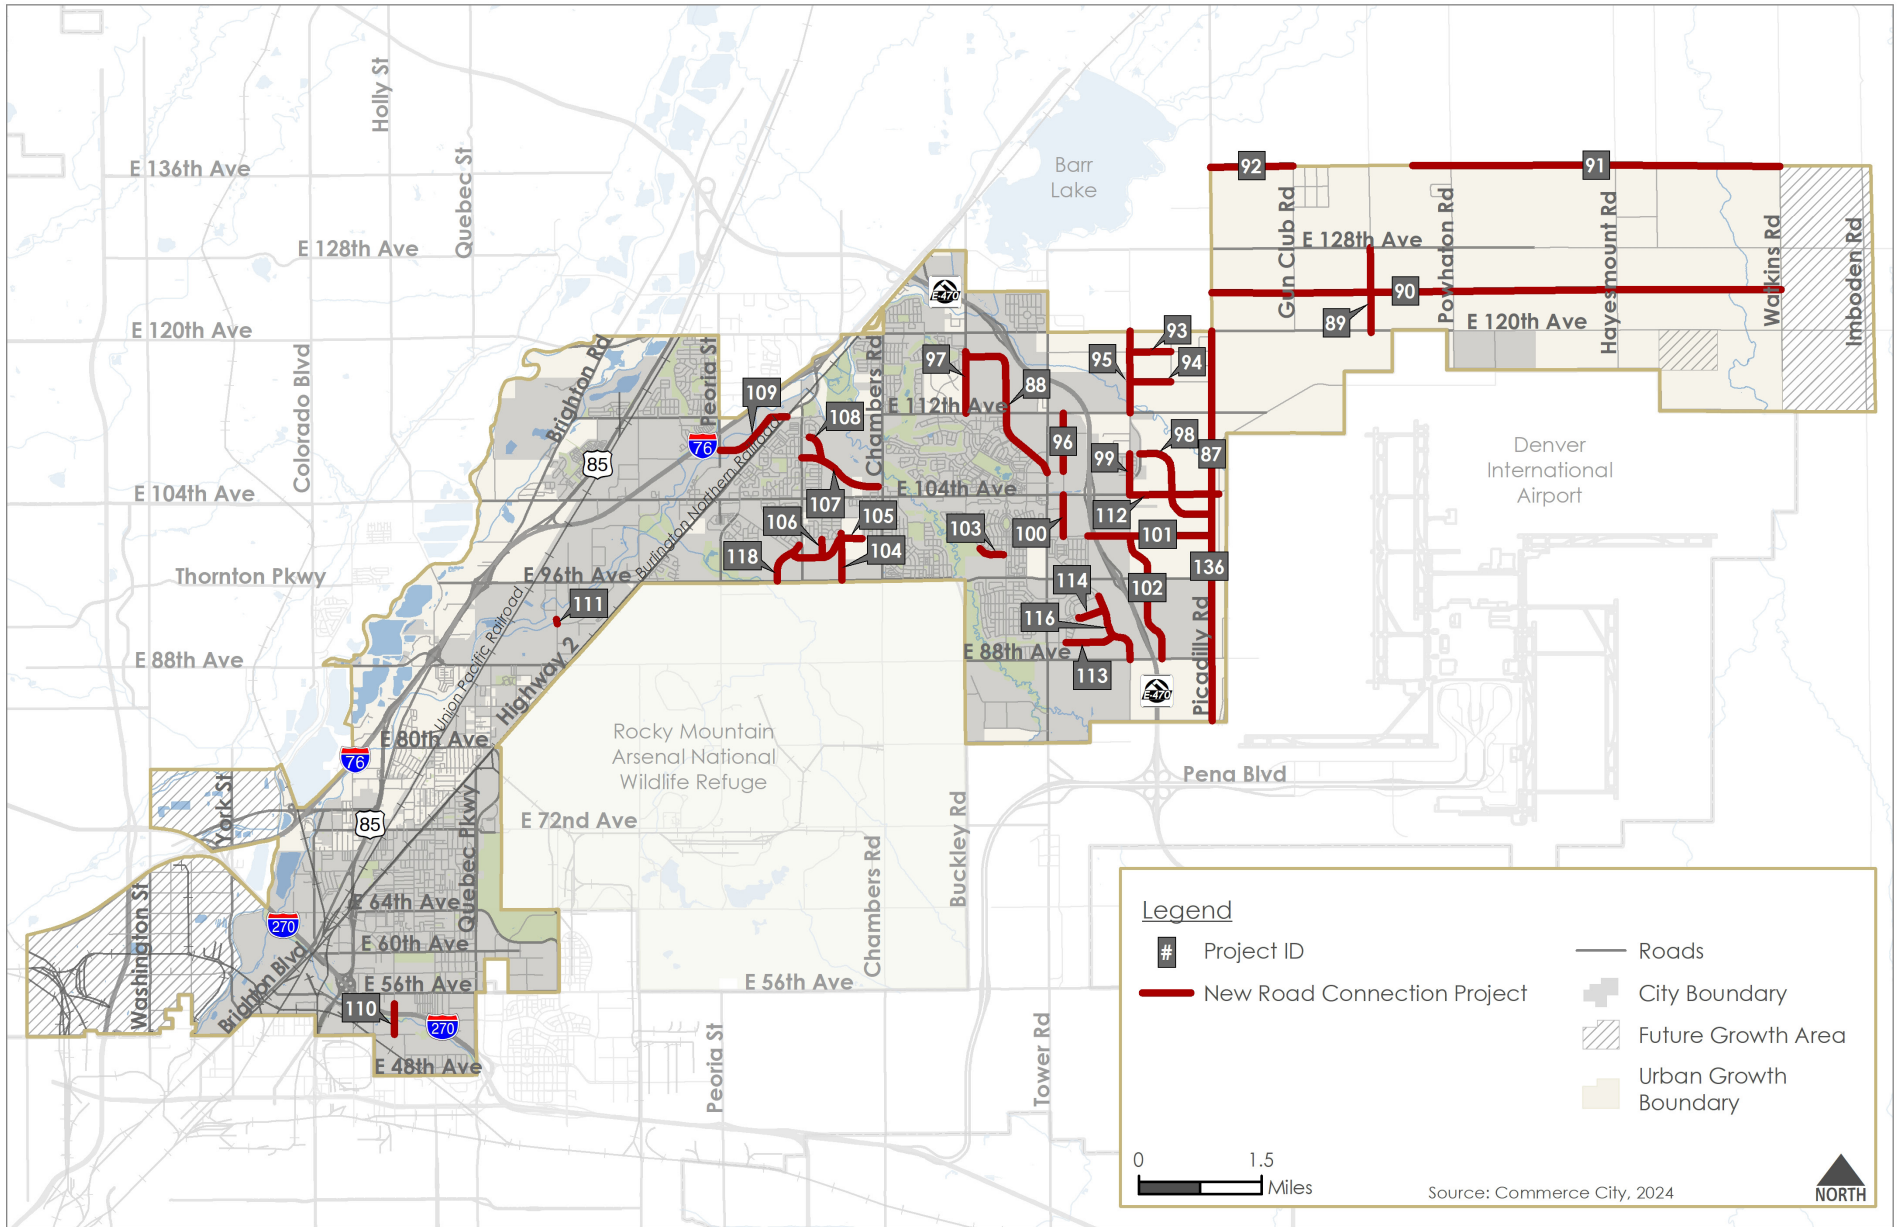 Holly St
Quebec St
E 136th Ave
E 128th Ave
E 120th Ave
Colorado Blvd
E 104th Ave
Thornton Pkwy
E 88th Ave
Barr
Lake
92
91
Gun Club Rd
Powhaton Rd
Hayesmount Rd
Watkins Rd
Imboden Rd
E 128th Ave
90
89
E 120th Ave
E-470
Brighton Rd
Peoria St
Chambers Rd
97
88
95
93
94
109
108
E 112th Ave
96
98
99
87
76
85
Burlington Northern Railroad
E 104th Ave
107
106
105
104
118
103
100
112
101
136
102
114
116
113
E 96th Ave
111
Union Pacific Railroad
Highway 2
E 88th Ave
Picadilly Rd
E-470
Denver
International
Airport
Rocky Mountain
Arsenal National
Wildlife Refuge
E 80th Ave
76
85
York St
Quebec Pkwy
E 72nd Ave
Pena Blvd
Chambers Rd
Buckley Rd
Washington St
E 64th Ave
270
E 60th Ave
Brighton Blvd
E 56th Ave
E 56th Ave
110
270
E 48th Ave
Peoria St
Tower Rd
Legend
# Project ID
New Road Connection Project
Roads
City Boundary
Future Growth Area
Urban Growth
Boundary
0 1.5
Miles
Source: Commerce City, 2024
NORTH